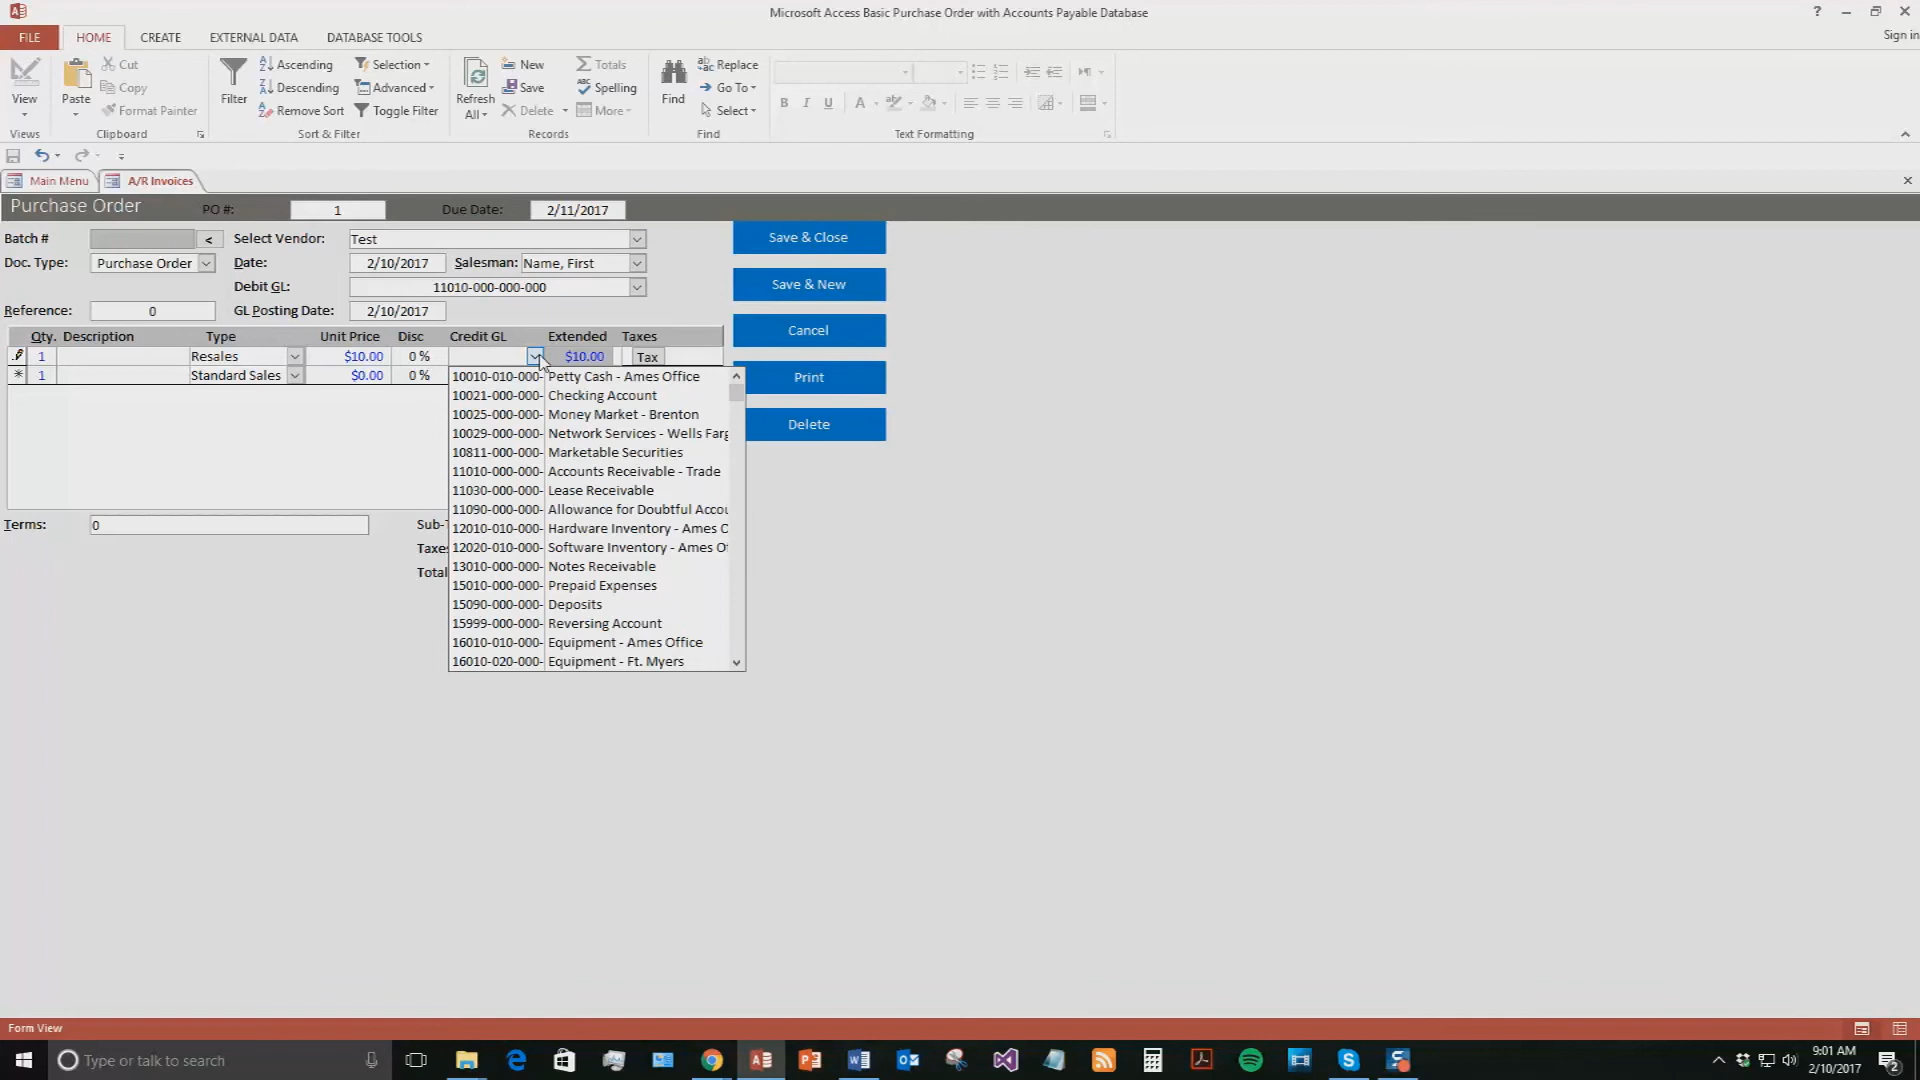 Microsoft Access Basic Purchase Order with Accounts Payable Database
?
FILE HOME CREATE EXTERNAL DATA DATABASE TOOLS
Sign in
View
Views
Paste
Cut
Copy
Format Painter
Clipboard
Filter
Ascending
Descending
Remove Sort
Selection
Advanced
Toggle Filter
Sort & Filter
Refresh
All
New
Save
Delete
Totals
Spelling
More
Records
Find
Replace
Go To
Select
Find
B I U A
Text Formatting
Main Menu A/R Invoices
Purchase Order PO #: 1 Due Date: 2/11/2017
Batch # < Select Vendor: Test
Doc. Type: Purchase Order Date: 2/10/2017 Salesman: Name, First
Debit GL: 11010-000-000-000
Reference: 0 GL Posting Date: 2/10/2017
Save & Close
Save & New
Cancel
Print
Delete
Qty. Description Type Unit Price Disc Credit GL Extended Taxes
1 Resales $10.00 0 % $10.00 Tax
* 1 Standard Sales $0.00 0 %
10010-010-000- Petty Cash - Ames Office
10021-000-000- Checking Account
10025-000-000- Money Market - Brenton
10029-000-000- Network Services - Wells Farg
10811-000-000- Marketable Securities
11010-000-000- Accounts Receivable - Trade
11030-000-000- Lease Receivable
11090-000-000- Allowance for Doubtful Accou
12010-010-000- Hardware Inventory - Ames O
12020-010-000- Software Inventory - Ames Of
13010-000-000- Notes Receivable
15010-000-000- Prepaid Expenses
15090-000-000- Deposits
15999-000-000- Reversing Account
16010-010-000- Equipment - Ames Office
16010-020-000- Equipment - Ft. Myers
Terms: 0
Sub-T
Taxes
Total
Form View
Type or talk to search
9:01 AM
2/10/2017
2